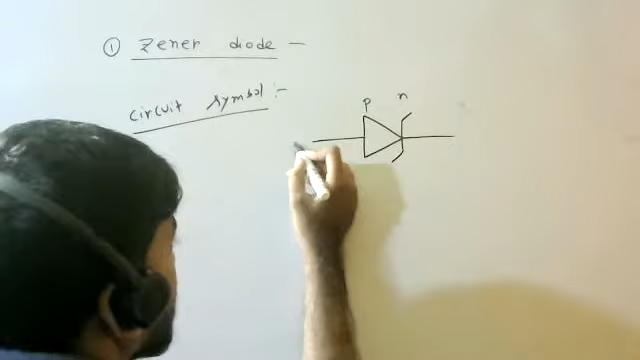 ① Zener diode —
circuit symbol :-
p n